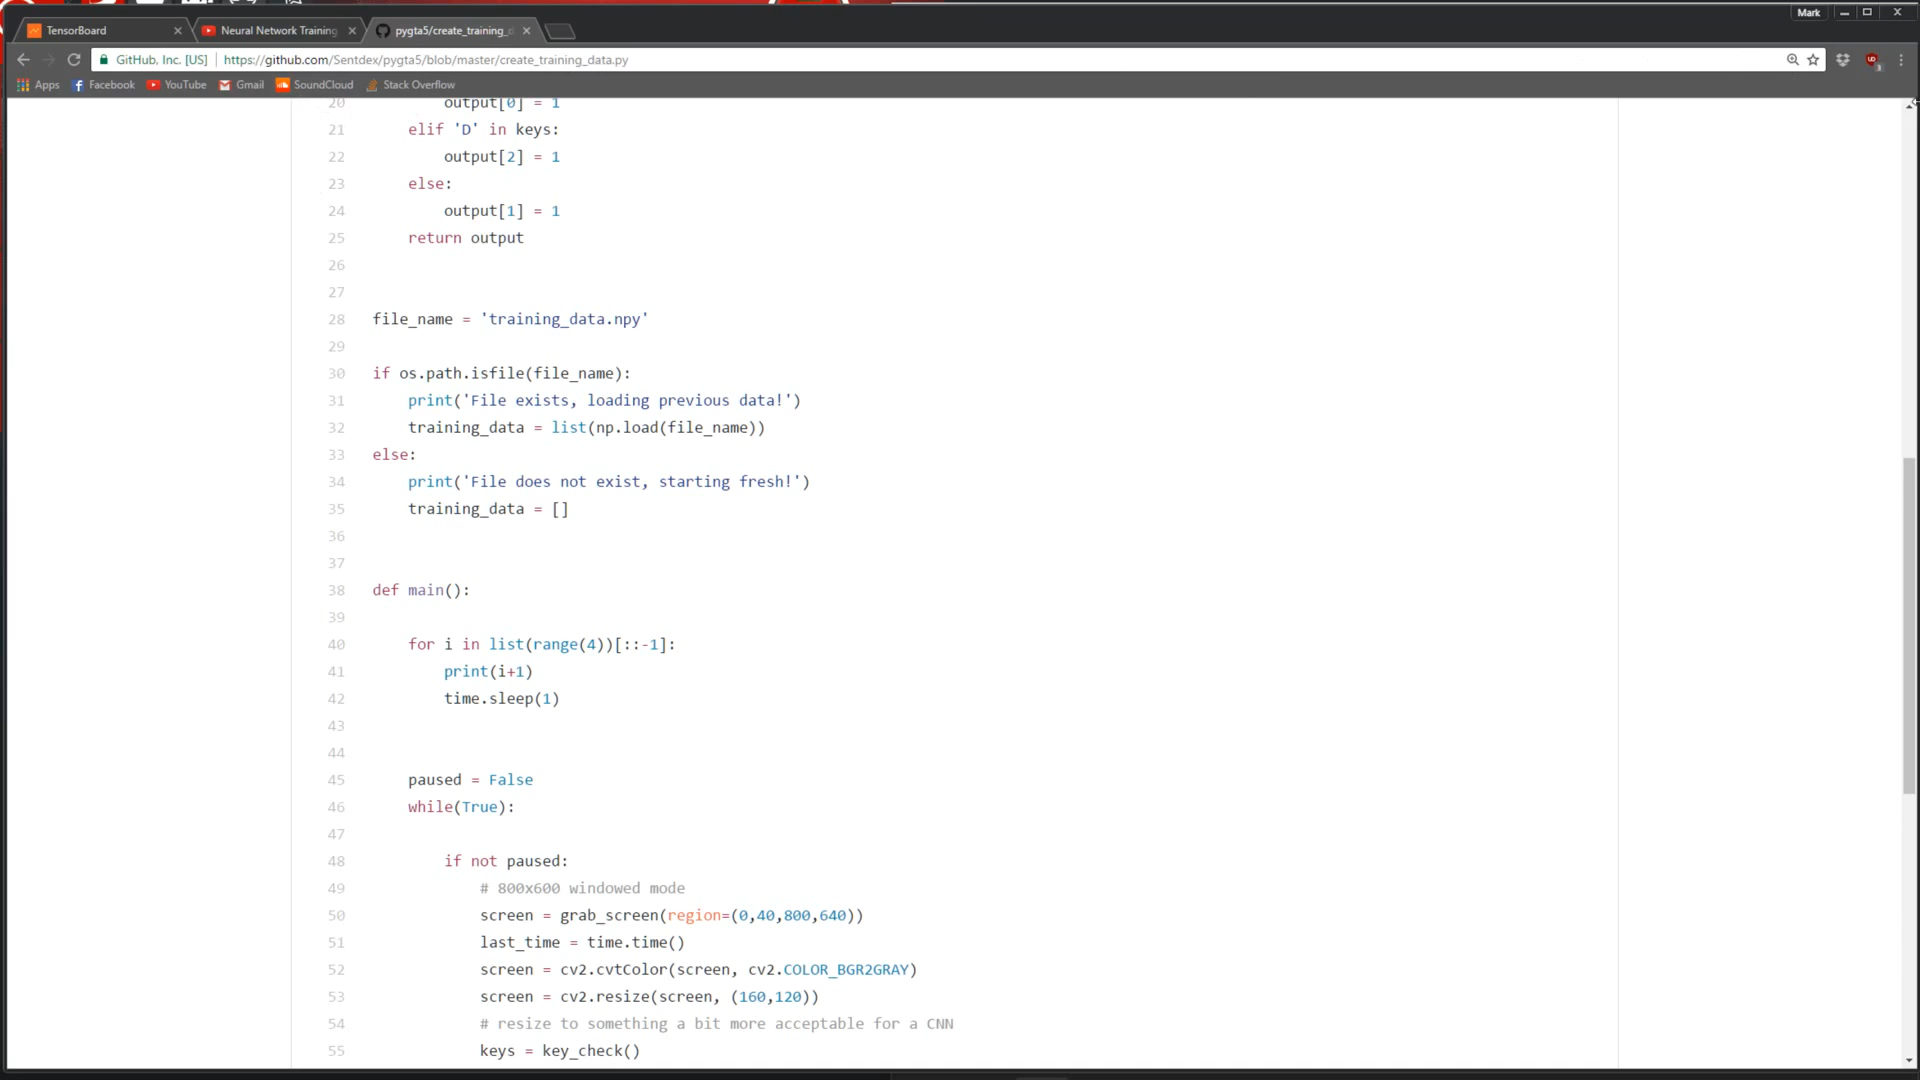 Mark
TensorBoard
Neural Network Training
pygta5/create_training_d
GitHub, Inc. [US]
https://github.com/Sentdex/pygta5/blob/master/create_training_data.py
Apps
Facebook
YouTube
Gmail
SoundCloud
Stack Overflow
20 output[0] = 1
21 elif 'D' in keys:
22 output[2] = 1
23 else:
24 output[1] = 1
25 return output
26
27
28 file_name = 'training_data.npy'
29
30 if os.path.isfile(file_name):
31 print('File exists, loading previous data!')
32 training_data = list(np.load(file_name))
33 else:
34 print('File does not exist, starting fresh!')
35 training_data = []
36
37
38 def main():
39
40 for i in list(range(4))[::-1]:
41 print(i+1)
42 time.sleep(1)
43
44
45 paused = False
46 while(True):
47
48 if not paused:
49 # 800x600 windowed mode
50 screen = grab_screen(region=(0,40,800,640))
51 last_time = time.time()
52 screen = cv2.cvtColor(screen, cv2.COLOR_BGR2GRAY)
53 screen = cv2.resize(screen, (160,120))
54 # resize to something a bit more acceptable for a CNN
55 keys = key_check()